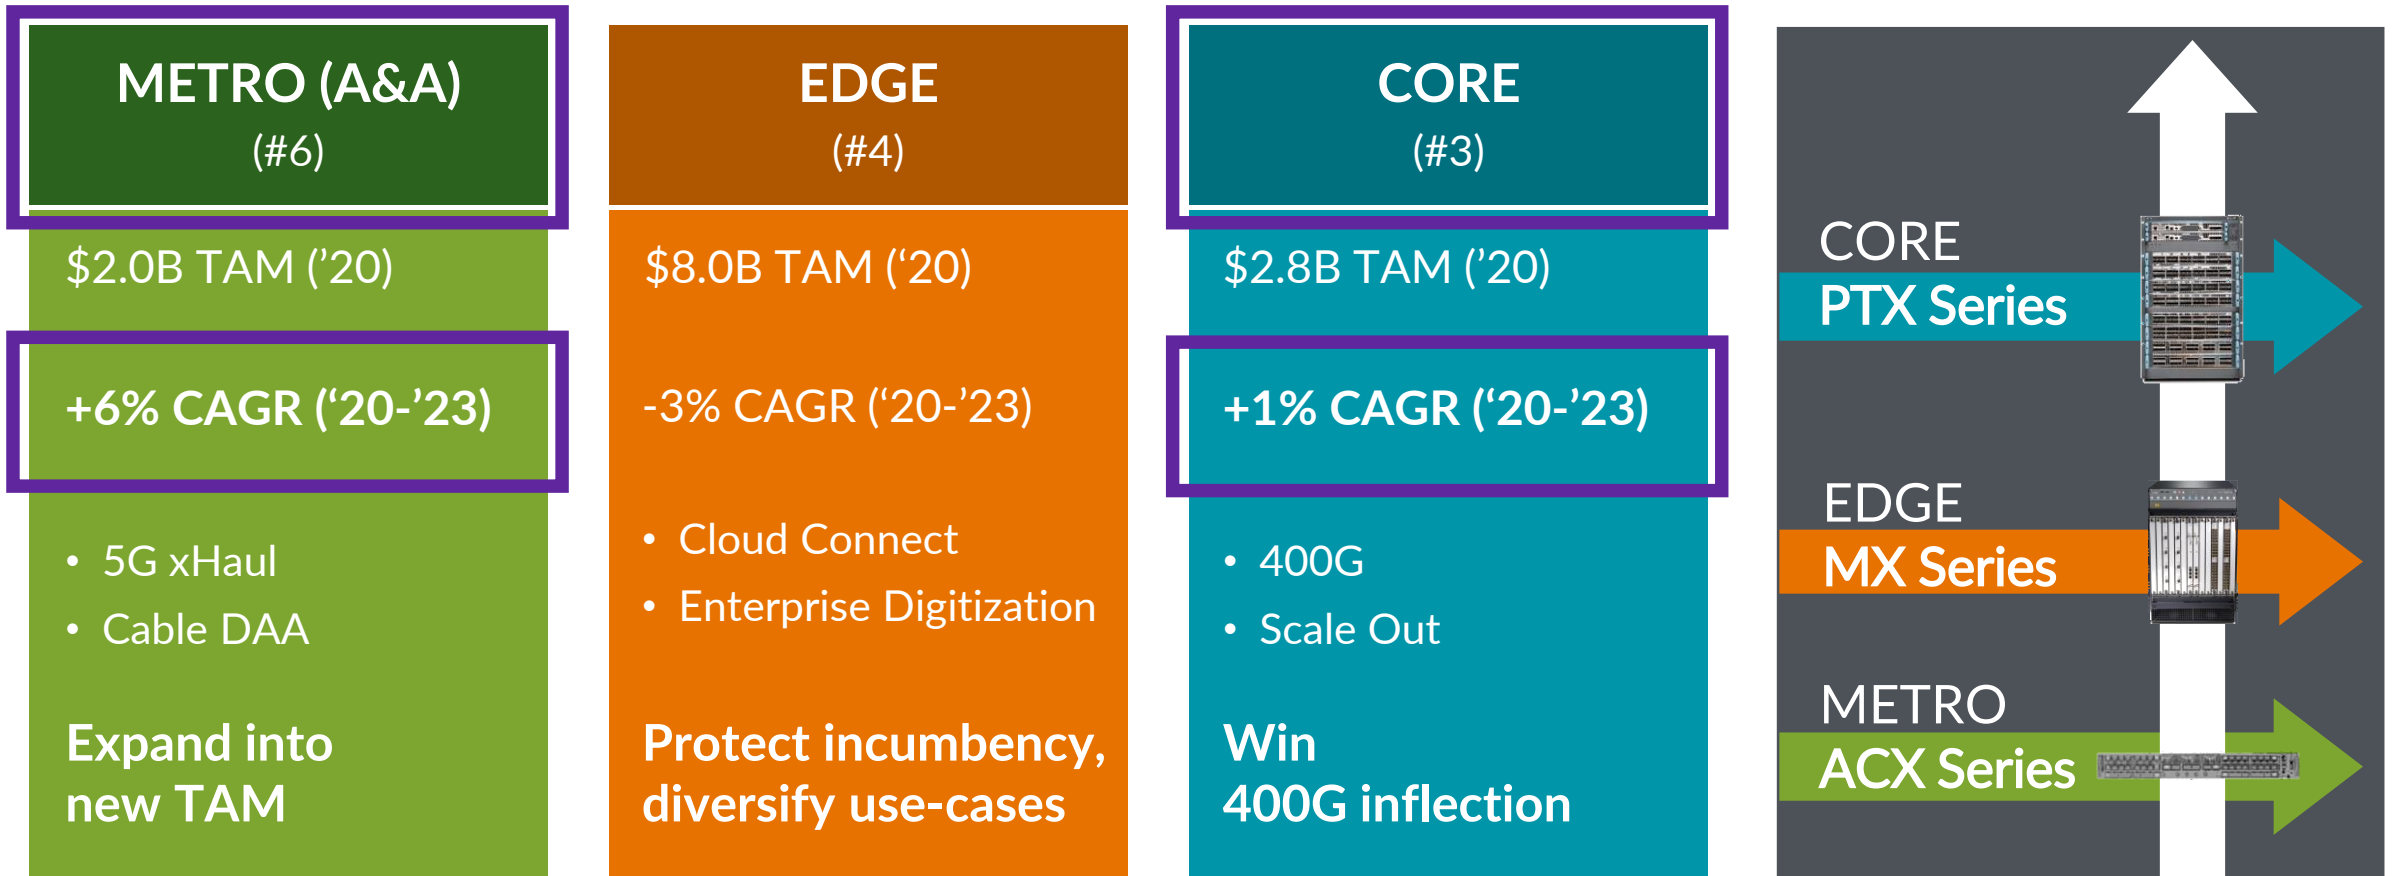 METRO (A&A)
(#6)
$2.0B TAM (’20)
+6% CAGR (‘20-’23)
• 5G xHaul
• Cable DAA
Expand into
new TAM
EDGE
(#4)
$8.0B TAM (‘20)
-3% CAGR (‘20-’23)
• Cloud Connect
• Enterprise Digitization
Protect incumbency,
diversify use-cases
CORE
(#3)
$2.8B TAM (’20)
+1% CAGR (‘20-’23)
• 400G
• Scale Out
Win
400G inflection
CORE
PTX Series
EDGE
MX Series
METRO
ACX Series